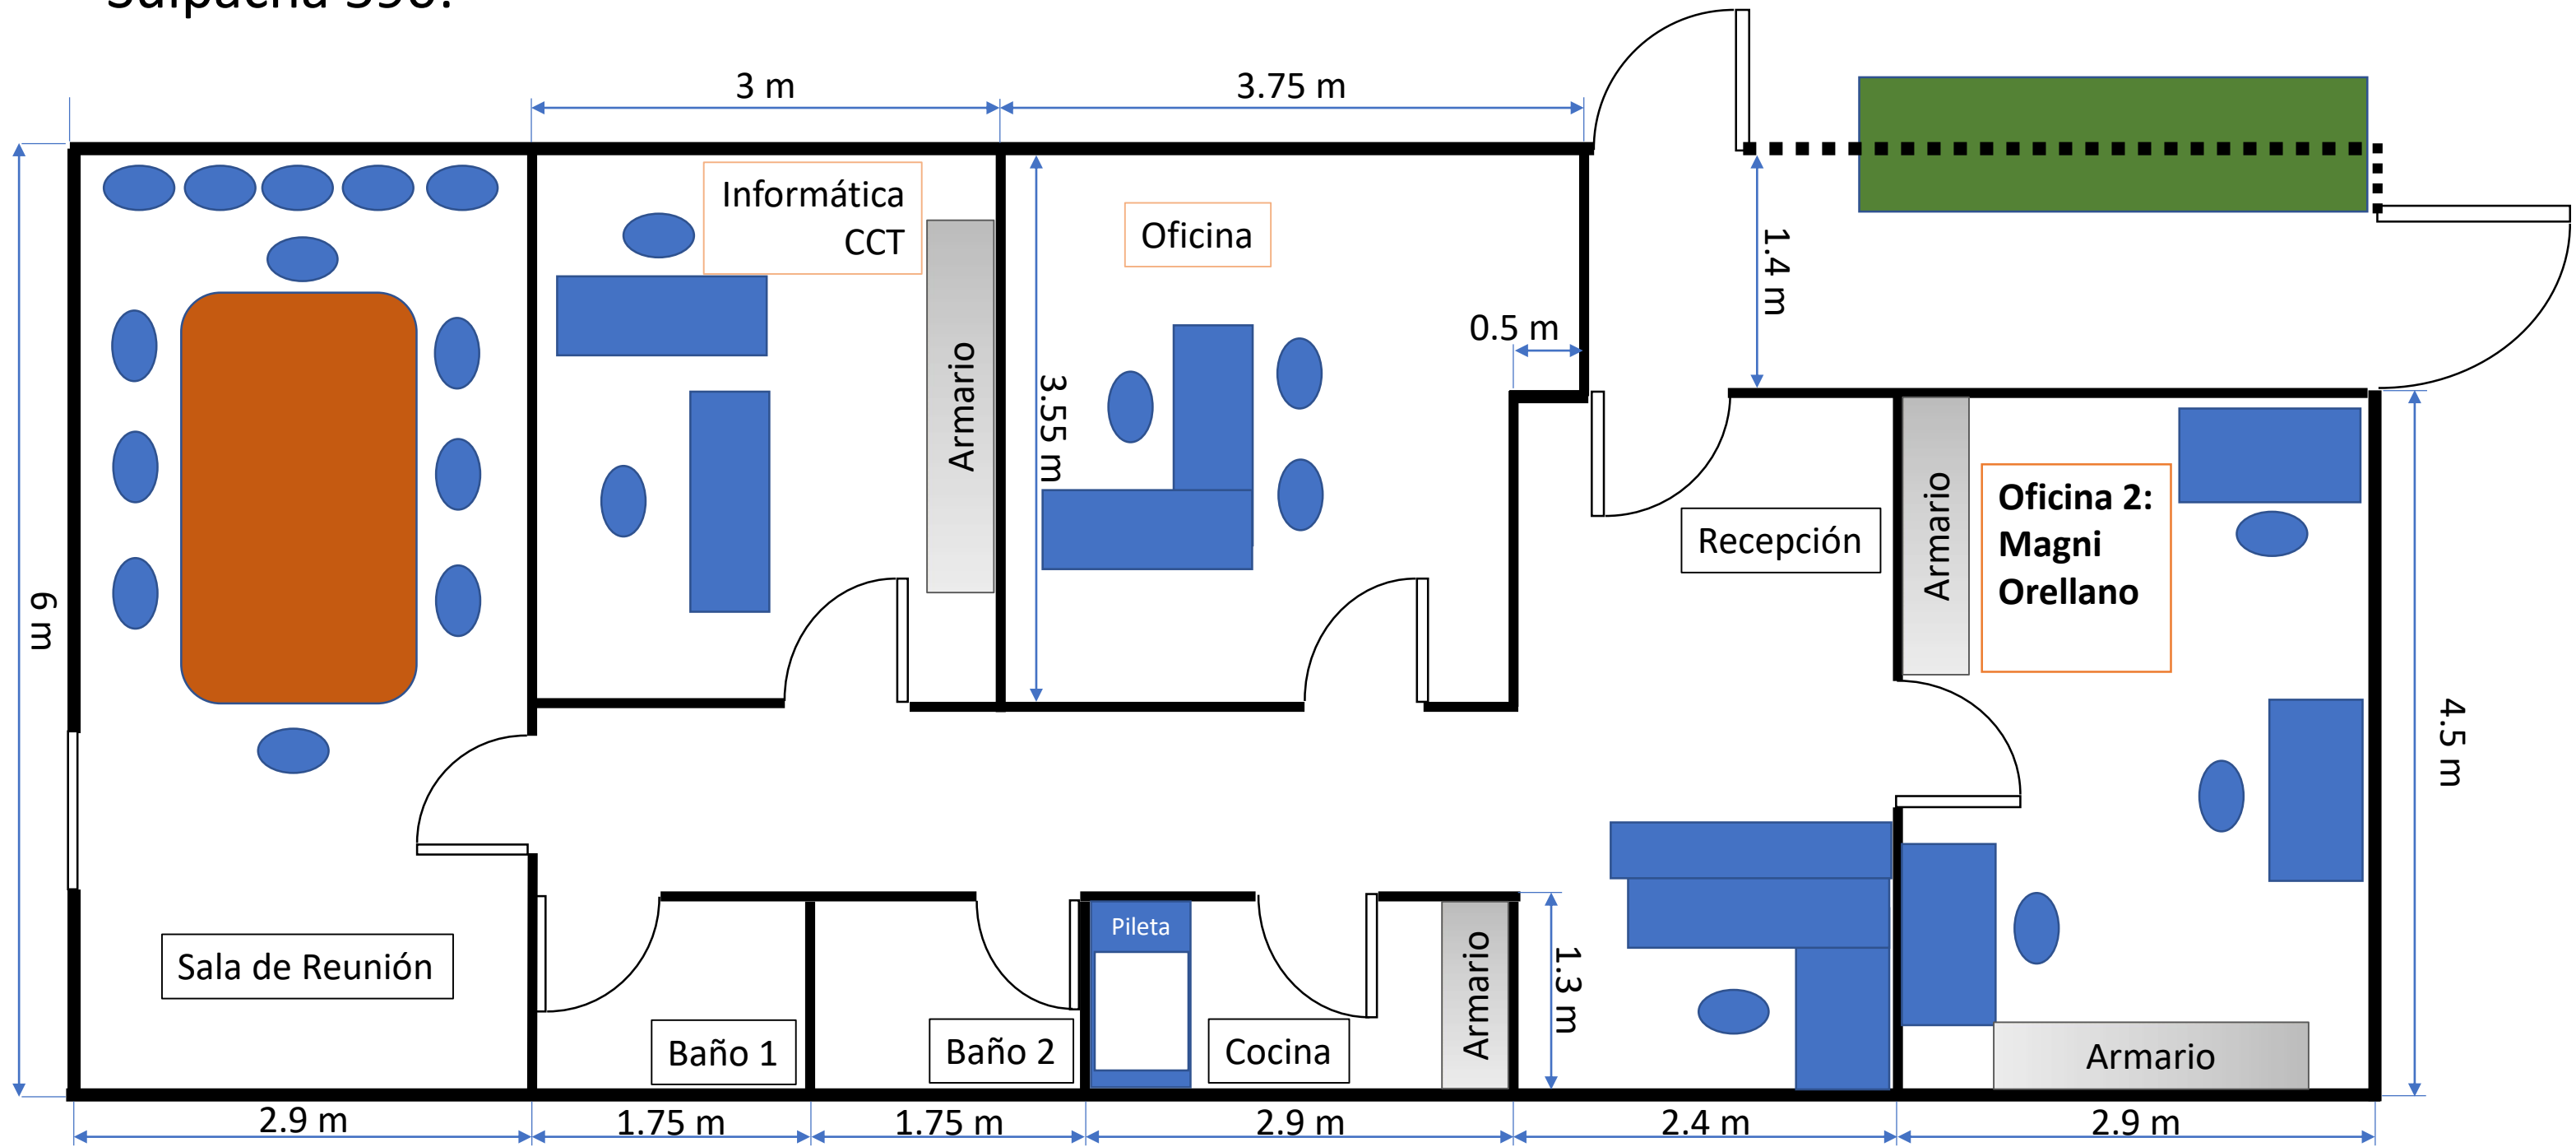 3 m
3.75 m
Informática
CCT
Oficina
1.4 m
0.5 m
Armario
3.55 m
Armario
Oficina 2:
Magni
Orellano
Recepción
6 m
4.5 m
Pileta
Sala de Reunión
Armario
1.3 m
Baño 1
Baño 2
Cocina
Armario
2.9 m
1.75 m
1.75 m
2.9 m
2.4 m
2.9 m